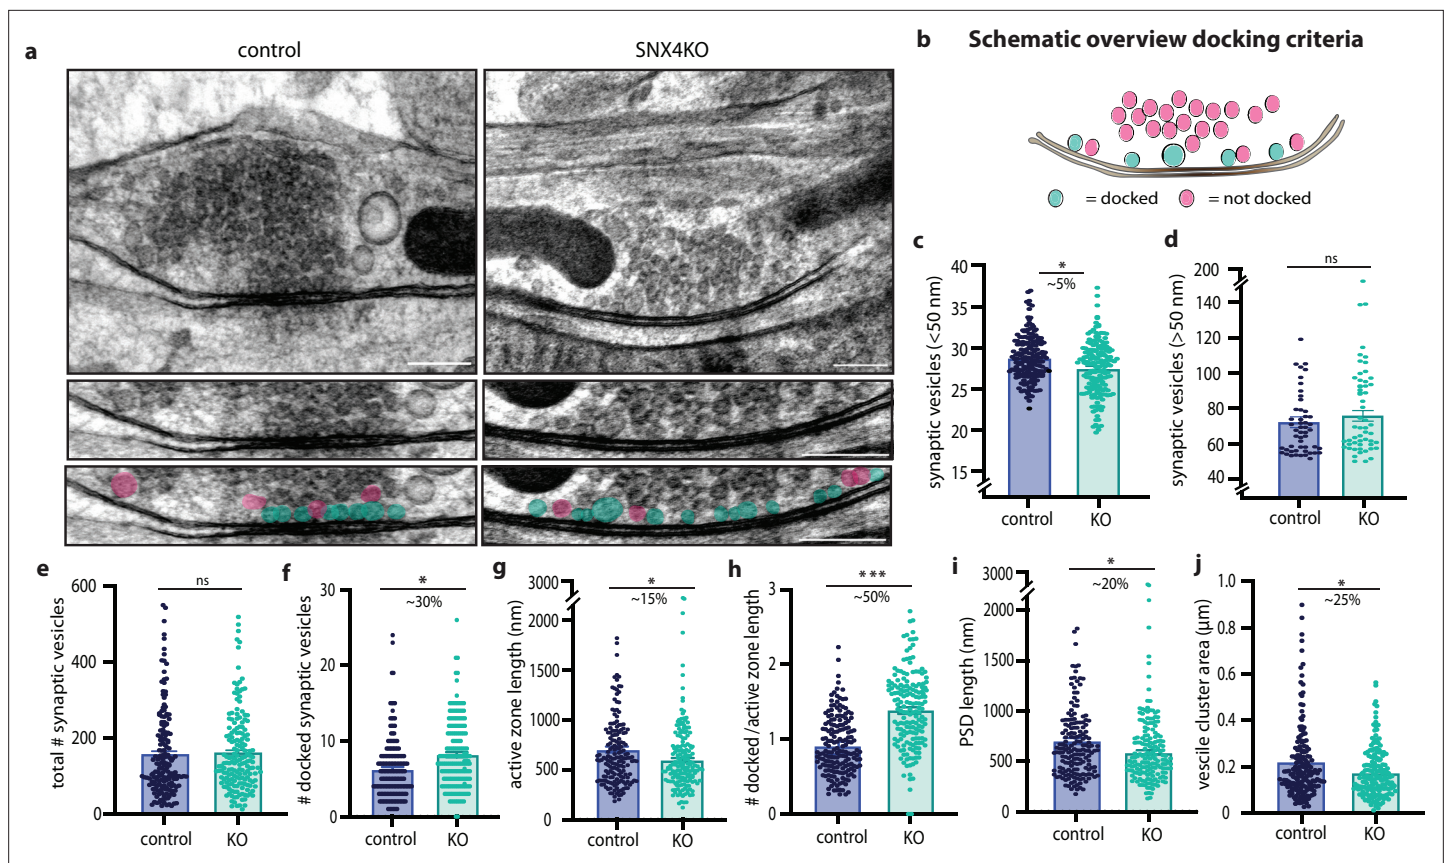 a
control
SNX4KO
b
Schematic overview docking criteria
= docked
= not docked
c
synaptic vesicles (<50 nm)
40
35
30
25
20
15
*
~5%
control
KO
d
synaptic vesicles (>50 nm)
200
140
120
100
80
60
40
ns
control
KO
e
total # synaptic vesicles
600
400
200
0
ns
control
KO
f
# docked synaptic vesicles
30
20
10
0
*
~30%
control
KO
g
active zone length (nm)
3000
2000
1500
1000
500
0
*
~15%
control
KO
h
# docked /active zone length
3
2
1
0
***
~50%
control
KO
i
PSD length (nm)
3000
2000
1500
1000
500
0
*
~20%
control
KO
j
vescile cluster area (µm)
1.0
0.8
0.6
0.4
0.2
0
*
~25%
control
KO